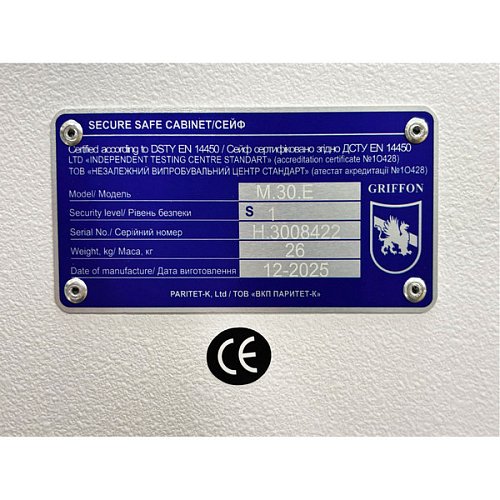 SECURE SAFE CABINET/СЕЙФ
Certified according to DSTY EN 14450 / Сейф сертифіковано згідно ДСТУ EN 14450
LTD «INDEPENDENT TESTING CENTRE STANDART» (accreditation certificate №1O428)
ТОВ «НЕЗАЛЕЖНИЙ ВИПРОБУВАЛЬНИЙ ЦЕНТР СТАНДАРТ» (атестат акредитації №1O428)
Model/ Модель M.30.E
GRIFFON
Security level/ Рівень безпеки S 1
Serial No./ Серійний номер H.3008422
Weight, kg/ Маса, кг 26
Date of manufacture/ Дата виготовлення 12-2025
PARITET-K, Ltd / ТОВ «ВКП ПАРИТЕТ-К»
CE